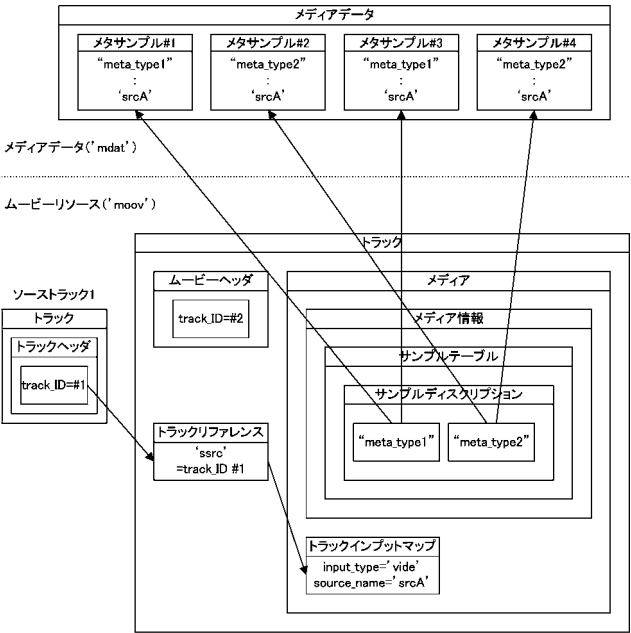 メディアデータ
メタサンプル#1
メタサンプル#2
メタサンプル#3
メタサンプル#4
“meta_type1”
“meta_type2”
“meta_type1”
“meta_type2”
:
:
:
:
‘srcA’
‘srcA’
‘srcA’
‘srcA’
メディアデータ(’mdat’)
ムービーリソース(’moov’)
トラック
ムービーヘッダ
track_ID=#2
ソーストラック1
トラック
トラックヘッダ
track_ID=#1
トラックリファレンス
‘ssrc’
=track_ID #1
メディア
メディア情報
サンプルテーブル
サンプルディスクリプション
“meta_type1”
“meta_type2”
トラックインプットマップ
input_type=’vide’
source_name=’srcA’